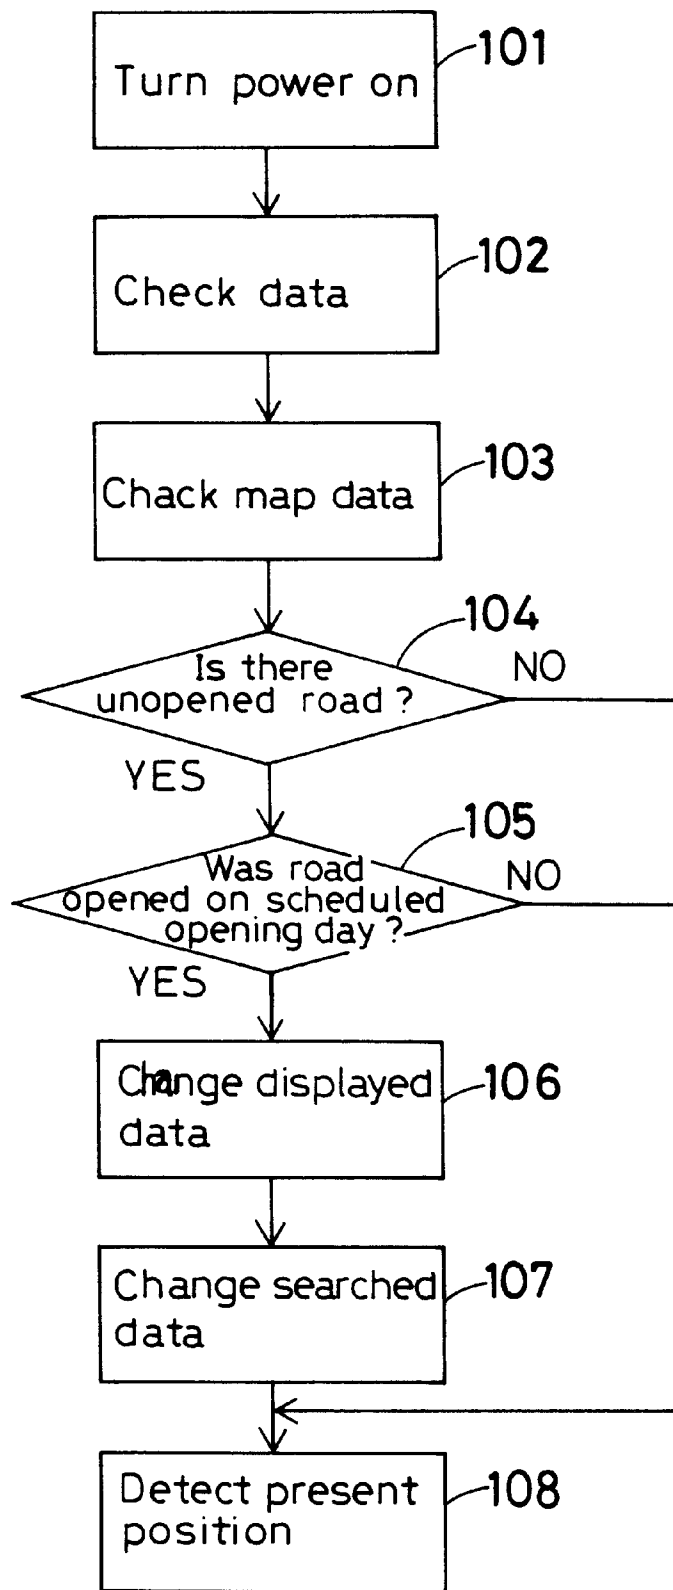 101
Turn power on
102
Check data
103
Chack map data
104
Is there
unopened road ?
NO
YES
105
Was road
opened on scheduled
opening day ?
NO
YES
106
Change displayed
data
107
Change searched
data
108
Detect present
position